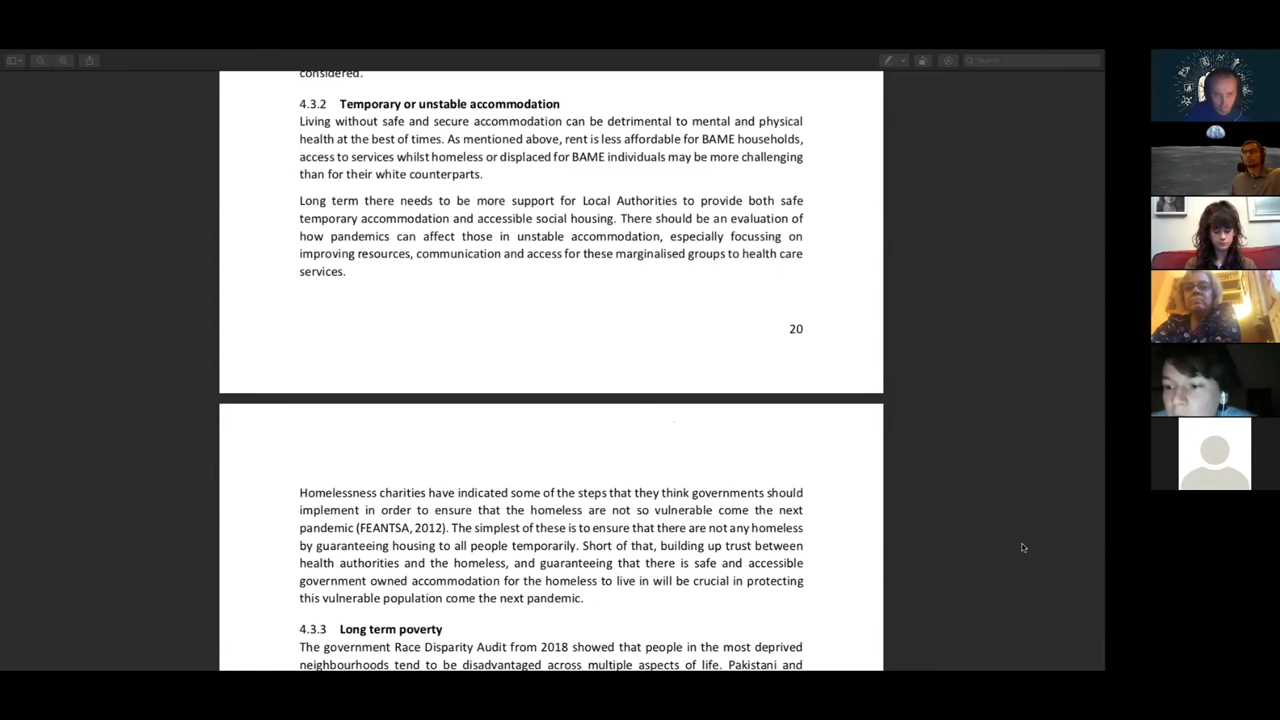 Search
considered.
4.3.2 Temporary or unstable accommodation
Living without safe and secure accommodation can be detrimental to mental and physical
health at the best of times. As mentioned above, rent is less affordable for BAME households,
access to services whilst homeless or displaced for BAME individuals may be more challenging
than for their white counterparts.
Long term there needs to be more support for Local Authorities to provide both safe
temporary accommodation and accessible social housing. There should be an evaluation of
how pandemics can affect those in unstable accommodation, especially focussing on
improving resources, communication and access for these marginalised groups to health care
services.
20
Homelessness charities have indicated some of the steps that they think governments should
implement in order to ensure that the homeless are not so vulnerable come the next
pandemic (FEANTSA, 2012). The simplest of these is to ensure that there are not any homeless
by guaranteeing housing to all people temporarily. Short of that, building up trust between
health authorities and the homeless, and guaranteeing that there is safe and accessible
government owned accommodation for the homeless to live in will be crucial in protecting
this vulnerable population come the next pandemic.
4.3.3 Long term poverty
The government Race Disparity Audit from 2018 showed that people in the most deprived
neighbourhoods tend to be disadvantaged across multiple aspects of life. Pakistani and